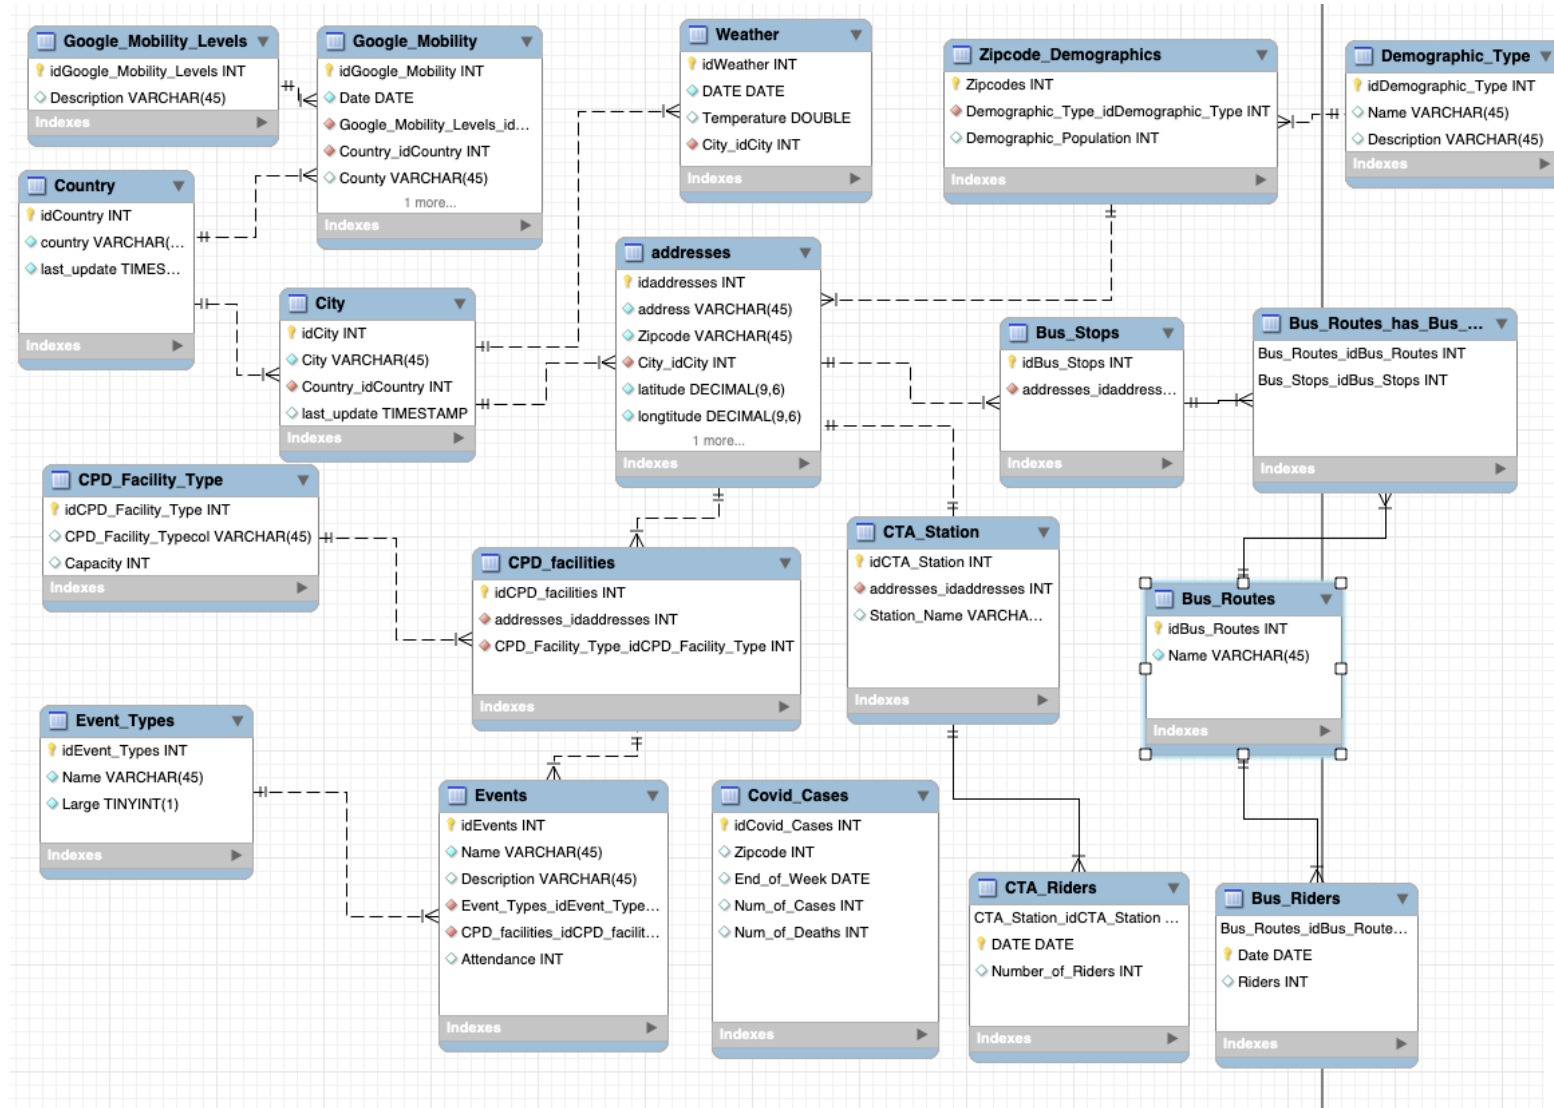 Google_Mobility_Levels
idGoogle_Mobility_Levels INT
Description VARCHAR(45)
Indexes
Google_Mobility
idGoogle_Mobility INT
Date DATE
Google_Mobility_Levels_id...
Country_idCountry INT
County VARCHAR(45)
1 more...
Indexes
Weather
idWeather INT
DATE DATE
Temperature DOUBLE
City_idCity INT
Indexes
Zipcode_Demographics
Zipcodes INT
Demographic_Type_idDemographic_Type INT
Demographic_Population INT
Indexes
Demographic_Type
idDemographic_Type INT
Name VARCHAR(45)
Description VARCHAR(45)
Indexes
Country
idCountry INT
country VARCHAR(...
last_update TIMES...
Indexes
City
idCity INT
City VARCHAR(45)
Country_idCountry INT
last_update TIMESTAMP
Indexes
addresses
idaddresses INT
address VARCHAR(45)
Zipcode VARCHAR(45)
City_idCity INT
latitude DECIMAL(9,6)
longtitude DECIMAL(9,6)
1 more...
Indexes
Bus_Stops
idBus_Stops INT
addresses_idaddress...
Indexes
Bus_Routes_has_Bus_...
Bus_Routes_idBus_Routes INT
Bus_Stops_idBus_Stops INT
Indexes
CPD_Facility_Type
idCPD_Facility_Type INT
CPD_Facility_Typecol VARCHAR(45)
Capacity INT
Indexes
CPD_facilities
idCPD_facilities INT
addresses_idaddresses INT
CPD_Facility_Type_idCPD_Facility_Type INT
Indexes
CTA_Station
idCTA_Station INT
addresses_idaddresses INT
Station_Name VARCHA...
Indexes
Bus_Routes
idBus_Routes INT
Name VARCHAR(45)
Indexes
Event_Types
idEvent_Types INT
Name VARCHAR(45)
Large TINYINT(1)
Indexes
Events
idEvents INT
Name VARCHAR(45)
Description VARCHAR(45)
Event_Types_idEvent_Type...
CPD_facilities_idCPD_facilit...
Attendance INT
Indexes
Covid_Cases
idCovid_Cases INT
Zipcode INT
End_of_Week DATE
Num_of_Cases INT
Num_of_Deaths INT
Indexes
CTA_Riders
CTA_Station_idCTA_Station ...
DATE DATE
Number_of_Riders INT
Indexes
Bus_Riders
Bus_Routes_idBus_Route...
Date DATE
Riders INT
Indexes